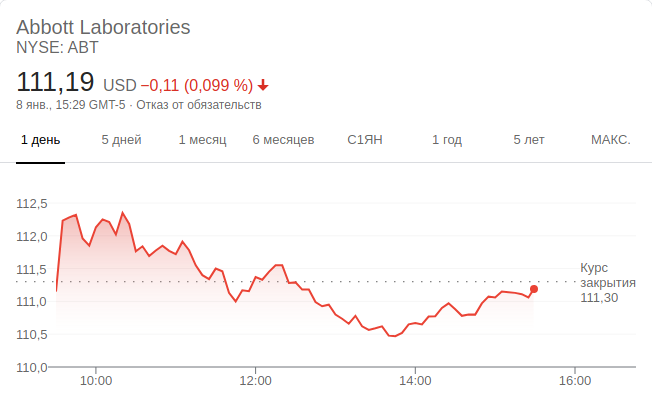 Abbott Laboratories
NYSE: ABT
111,19 USD −0,11 (0,099 %)
8 янв., 15:29 GMT-5 · Отказ от обязательств
1 день 5 дней 1 месяц 6 месяцев С1ЯН 1 год 5 лет МАКС.
112,5
112,0
111,5
111,0
110,5
110,0
Курс
закрытия
111,30
10:00 12:00 14:00 16:00